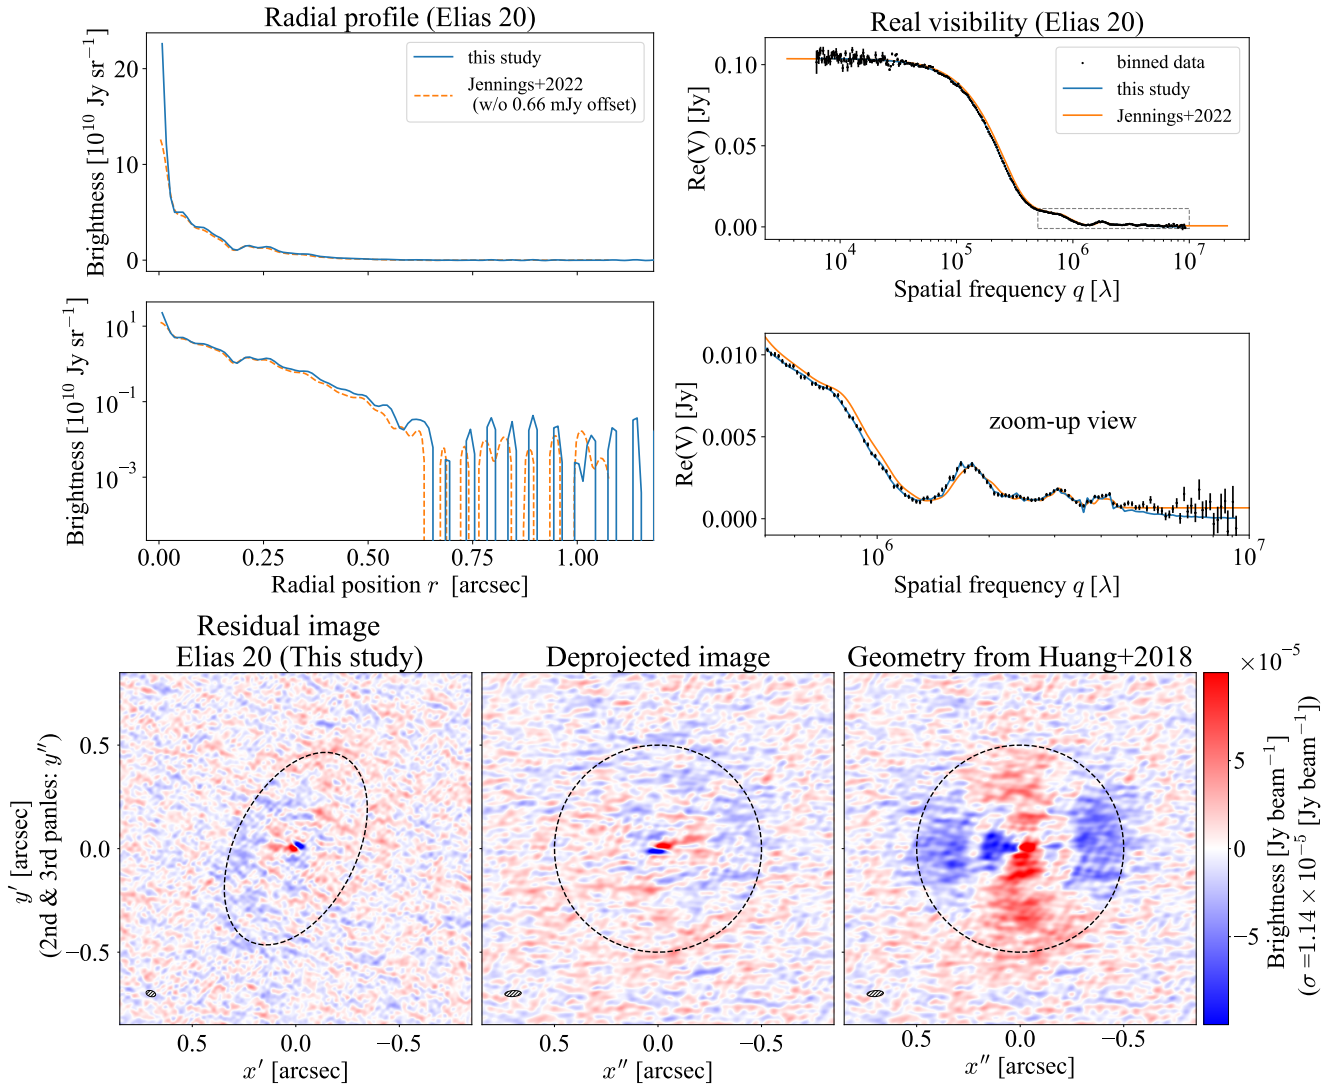 Radial profile (Elias 20)
Brightness [10^10 Jy sr^−1]
20
10
0
this study
Jennings+2022
(w/o 0.66 mJy offset)
Real visibility (Elias 20)
Re(V) [Jy]
0.10
0.05
0.00
binned data
this study
Jennings+2022
10^4 10^5 10^6 10^7
Spatial frequency q [λ]
Brightness [10^10 Jy sr^−1]
10^1
10^−1
10^−3
0.00 0.25 0.50 0.75 1.00
Radial position r [arcsec]
Re(V) [Jy]
0.010
0.005
0.000
zoom-up view
10^6 10^7
Spatial frequency q [λ]
Residual image
Elias 20 (This study)
Deprojected image
Geometry from Huang+2018
y′ [arcsec]
(2nd & 3rd panles: y″)
0.5
0.0
−0.5
0.5 0.0 −0.5
x′ [arcsec]
0.5 0.0 −0.5
x″ [arcsec]
0.5 0.0 −0.5
x″ [arcsec]
×10^−5
5
0
−5
Brightness [Jy beam^−1]
(σ =1.14 × 10^−5 [Jy beam^−1])